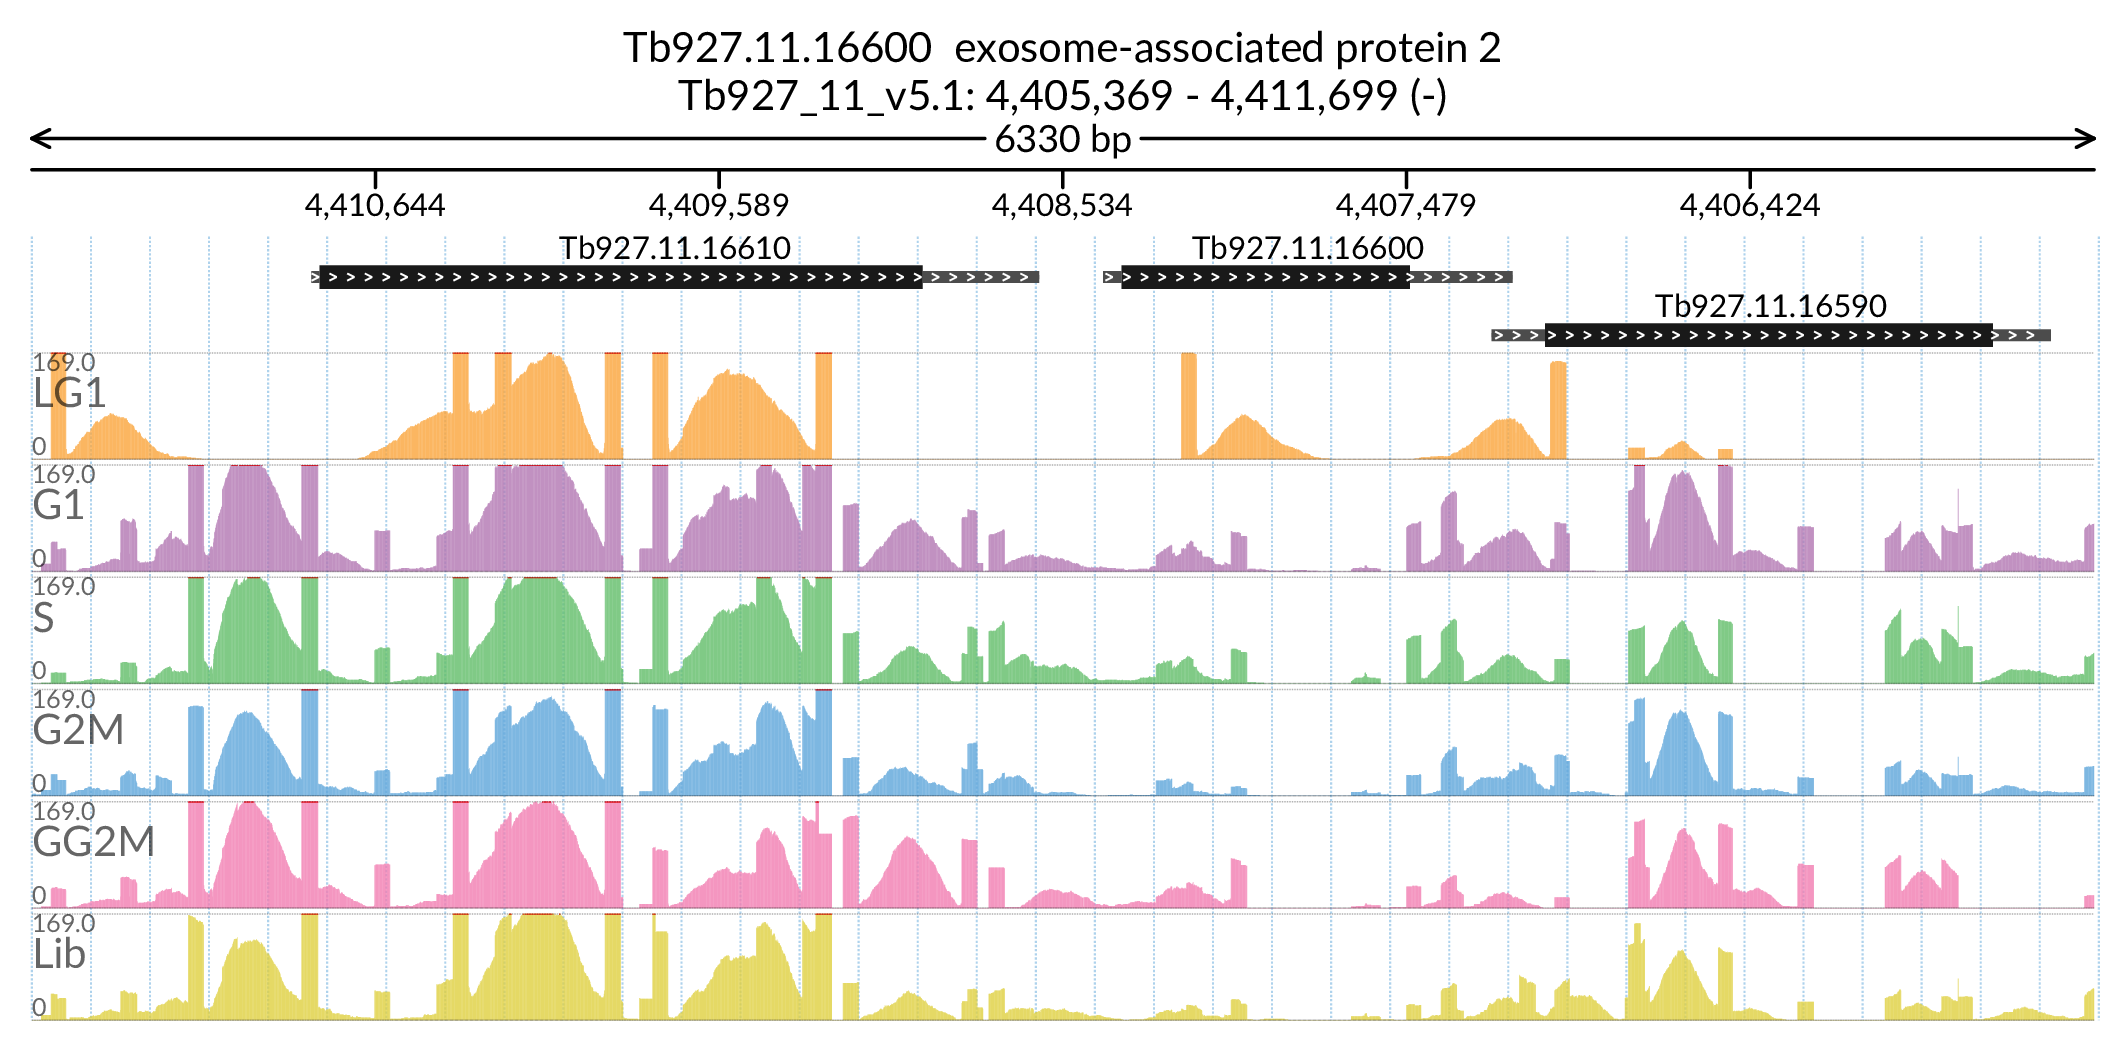 Tb927.11.16600  exosome-associated protein 2
Tb927_11_v5.1: 4,405,369 - 4,411,699 (-)
6330 bp
4,410,644 4,409,589 4,408,534 4,407,479 4,406,424
Tb927.11.16610 Tb927.11.16600
Tb927.11.16590
169.0
LG1
0
169.0
G1
0
169.0
S
0
169.0
G2M
0
169.0
GG2M
0
169.0
Lib
0